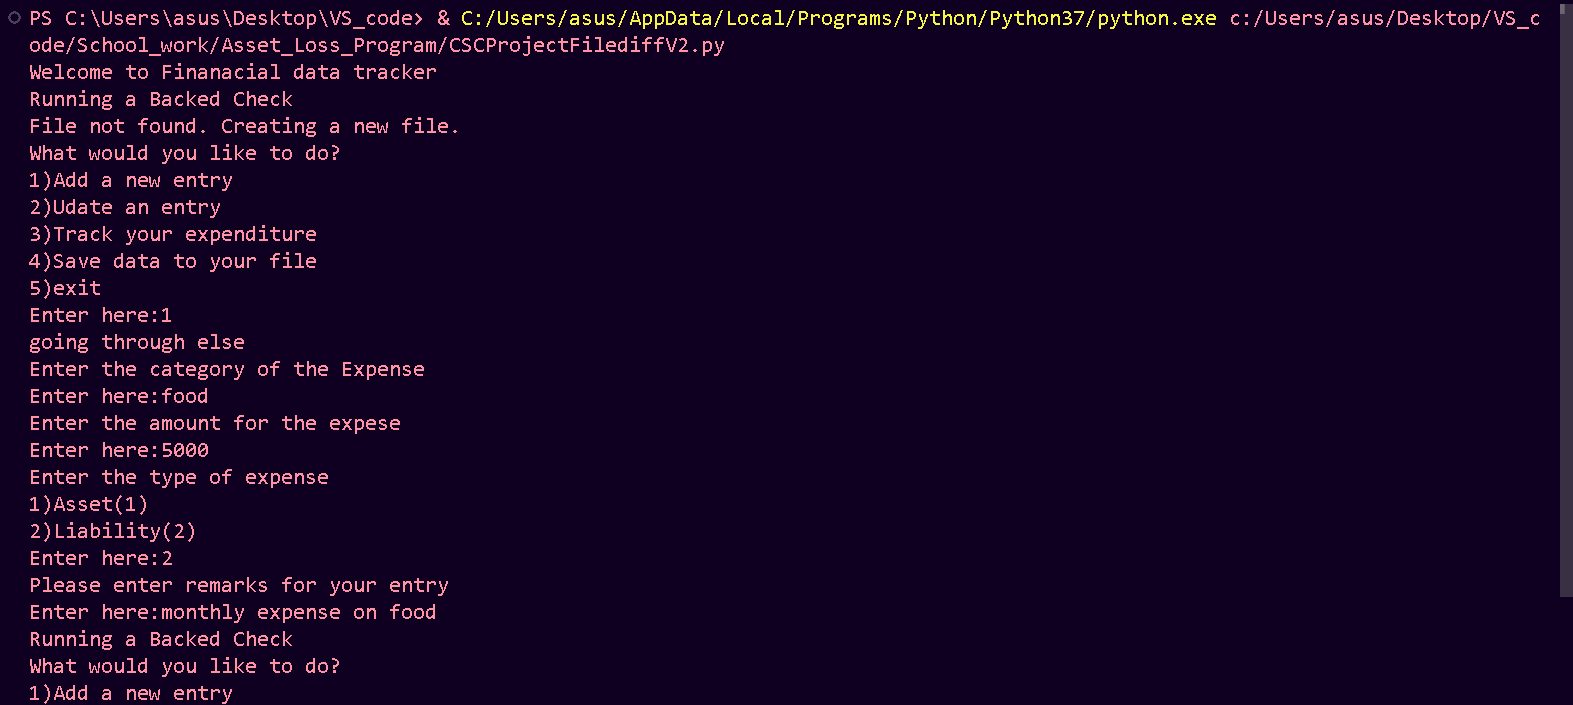 PS C:\Users\asus\Desktop\VS_code> & C:/Users/asus/AppData/Local/Programs/Python/Python37/python.exe c:/Users/asus/Desktop/VS_c
ode/School_work/Asset_Loss_Program/CSCProjectFilediffV2.py
Welcome to Finanacial data tracker
Running a Backed Check
File not found. Creating a new file.
What would you like to do?
1)Add a new entry
2)Udate an entry
3)Track your expenditure
4)Save data to your file
5)exit
Enter here:1
going through else
Enter the category of the Expense
Enter here:food
Enter the amount for the expese
Enter here:5000
Enter the type of expense
1)Asset(1)
2)Liability(2)
Enter here:2
Please enter remarks for your entry
Enter here:monthly expense on food
Running a Backed Check
What would you like to do?
1)Add a new entry